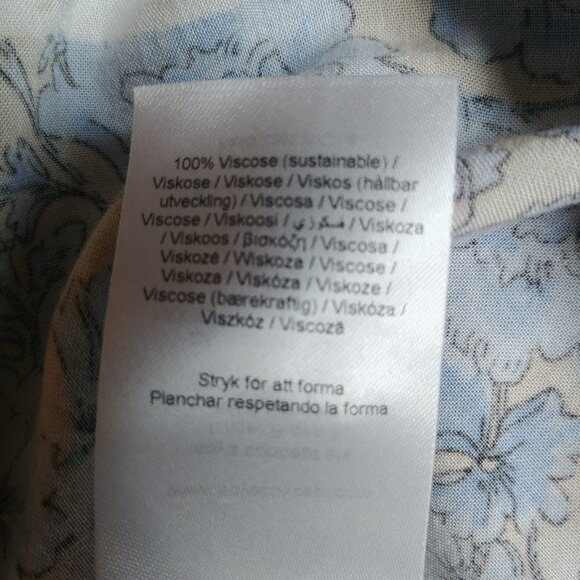 100% Viscose (sustainable) /
Viskose / Viskose / Viskos (hållbar
utveckling) / Viscosa / Viscose /
Viscose / Viskoosi / فسكوزي / Viskoza
/ Viskoos / βισκόζη / Viscosa /
Viskozė / Wiskoza / Viscose /
Viskoza / Viskóza / Viskoze /
Viscose (bærekraftig) / Viskóza /
Viszkóz / Viscoză
Stryk för att forma
Planchar respetando la forma